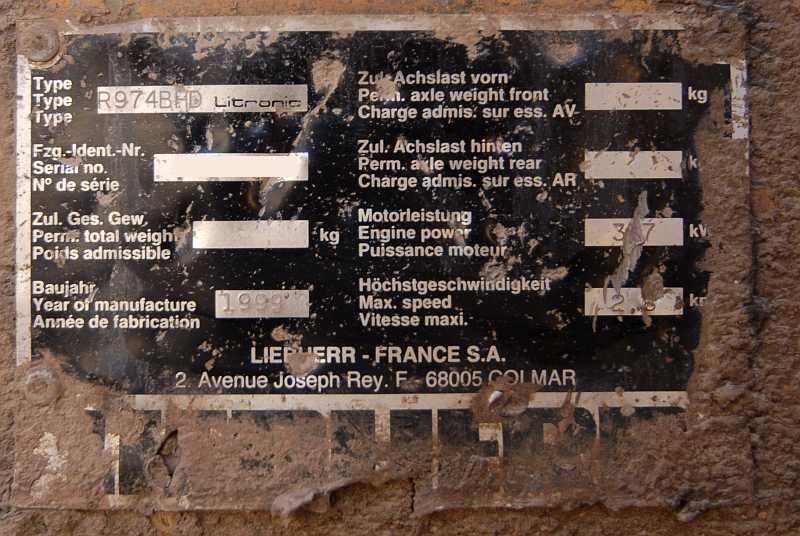 Type
Type R974BHD Litronic
Type
Fzg.-Ident.-Nr.
Serial no.
Nº de série
Zul. Ges. Gew
Perm. total weight kg
Poids admissible
Baujahr
Year of manufacture 1999
Année de fabrication
Zul. Achslast vorn
Perm. axle weight front kg
Charge admis. sur ess. AV
Zul. Achslast hinten
Perm. axle weight rear
Charge admis. sur ess. AR
Motorleistung
Engine power
Puissance moteur
Höchstgeschwindigkeit
Max. speed
Vitesse maxi.
LIEBHERR - FRANCE S.A.
2. Avenue Joseph Rey. F - 68005 COLMAR